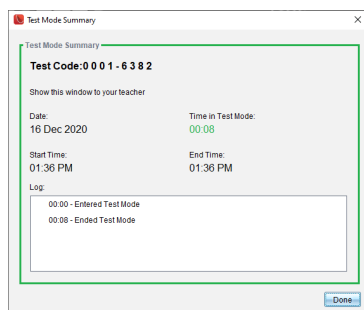 Test Mode Summary
Test Mode Summary
Test Code:0 0 0 1 - 6 3 8 2
Show this window to your teacher
Date: Time in Test Mode:
16 Dec 2020 00:08
Start Time: End Time:
01:36 PM 01:36 PM
Log:
00:00 - Entered Test Mode
00:08 - Ended Test Mode
Done